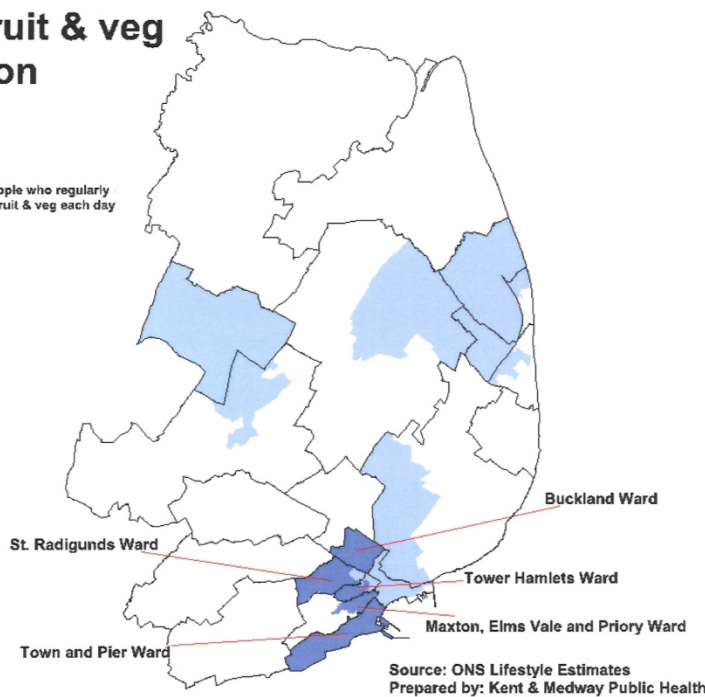 ruit & veg
on
ople who regularly
ruit & veg each day
Buckland Ward
St. Radigunds Ward
Tower Hamlets Ward
Maxton, Elms Vale and Priory Ward
Town and Pier Ward
Source: ONS Lifestyle Estimates
Prepared by: Kent & Medway Public Health